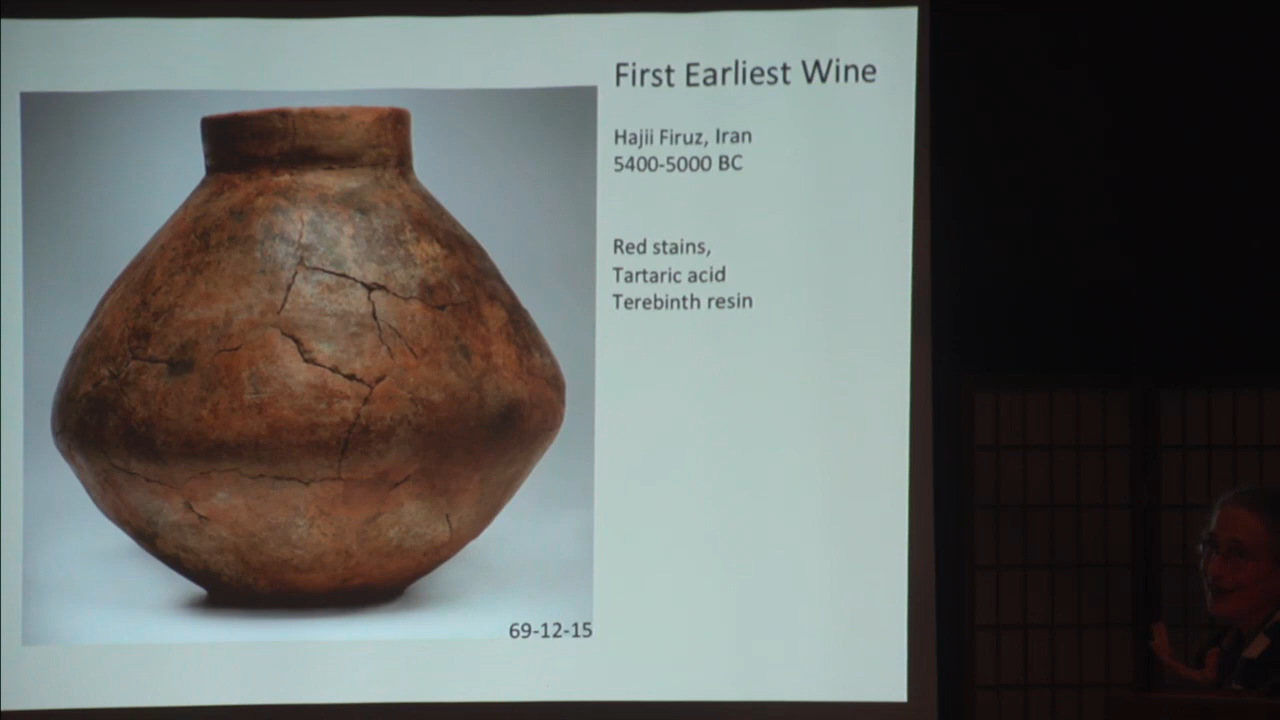 First Earliest Wine
Hajii Firuz, Iran
5400-5000 BC
Red stains,
Tartaric acid
Terebinth resin
69-12-15